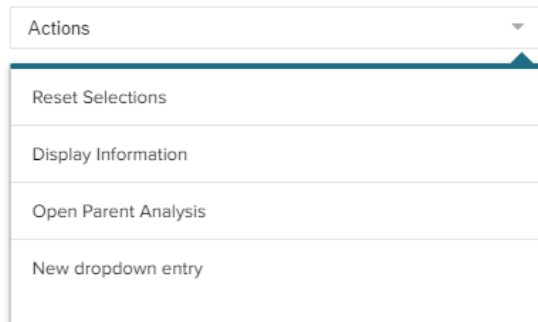 Actions
Reset Selections
Display Information
Open Parent Analysis
New dropdown entry